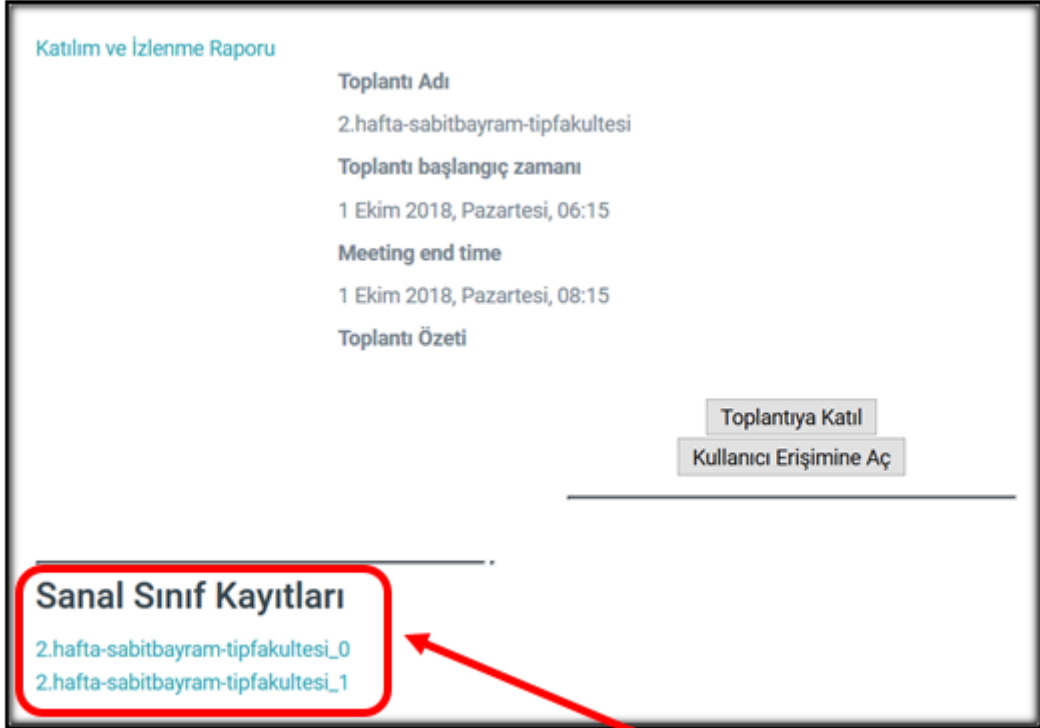 Katılım ve İzlenme Raporu
Toplantı Adı
2.hafta-sabitbayram-tipfakultesi
Toplantı başlangıç zamanı
1 Ekim 2018, Pazartesi, 06:15
Meeting end time
1 Ekim 2018, Pazartesi, 08:15
Toplantı Özeti
Toplantıya Katıl
Kullanıcı Erişimine Aç
Sanal Sınıf Kayıtları
2.hafta-sabitbayram-tipfakultesi_0
2.hafta-sabitbayram-tipfakultesi_1